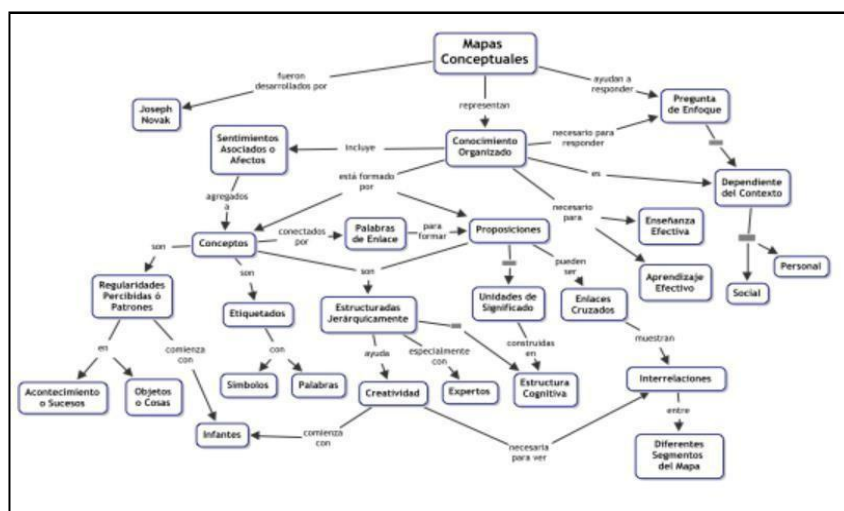 Mapas
Conceptuales
fueron
desarrollados por
ayudan a
responder
representan
Joseph
Novak
Pregunta
de Enfoque
Sentimientos
Asociados o
Afectos
incluye
Conocimiento
Organizado
necesario para
responder
está formado
por
es
Dependiente
del Contexto
agregados
a
necesario
para
Conceptos
conectados
por
Palabras
de Enlace
para
formar
Proposiciones
Enseñanza
Efectiva
Personal
son
son
son
pueden
ser
Aprendizaje
Efectivo
Social
Regularidades
Percibidas ó
Patrones
Etiquetados
Estructuradas
Jerárquicamente
Unidades de
Significado
Enlaces
Cruzados
en
comienza
con
con
ayuda
especialmente
con
construidas
en
muestran
Acontecimiento
o Sucesos
Objetos
o Cosas
Símbolos
Palabras
Creatividad
Expertos
Estructura
Cognitiva
Interrelaciones
Infantes
comienza
con
necesaria
para ver
entre
Diferentes
Segmentos
del Mapa